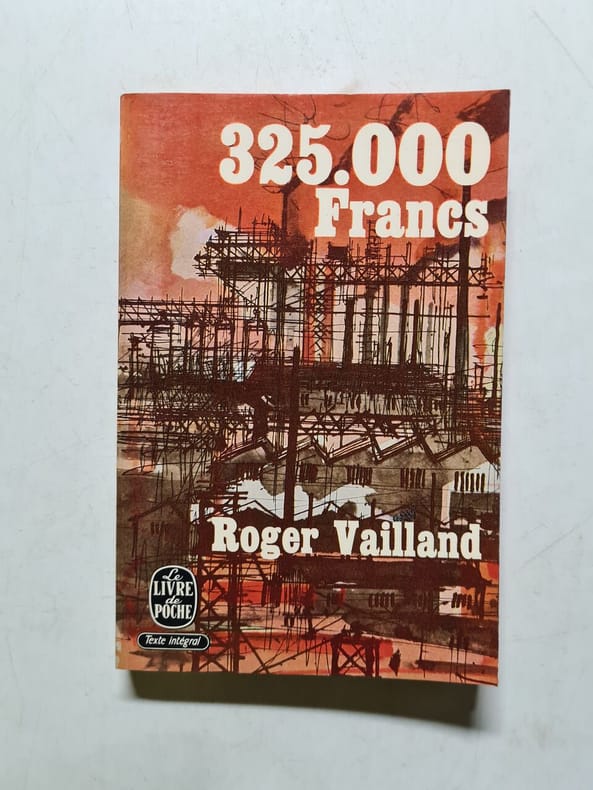 325.000
Francs
Roger Vailland
Le
LIVRE
de
POCHE
Texte intégral